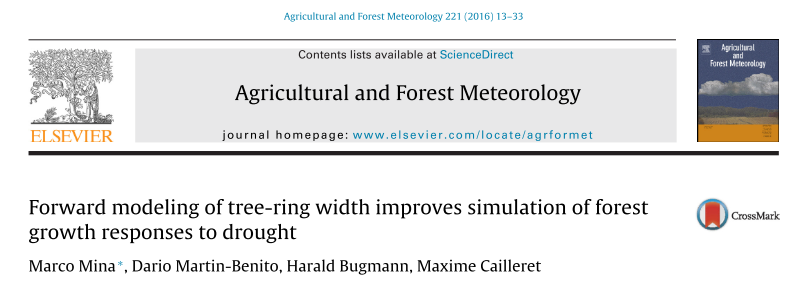 Agricultural and Forest Meteorology 221 (2016) 13–33
Contents lists available at ScienceDirect
Agricultural and Forest Meteorology
journal homepage: www.elsevier.com/locate/agrformet
ELSEVIER
Agricultural
and
Forest Meteorology
Forward modeling of tree-ring width improves simulation of forest
growth responses to drought
CrossMark
Marco Mina*, Dario Martin-Benito, Harald Bugmann, Maxime Cailleret